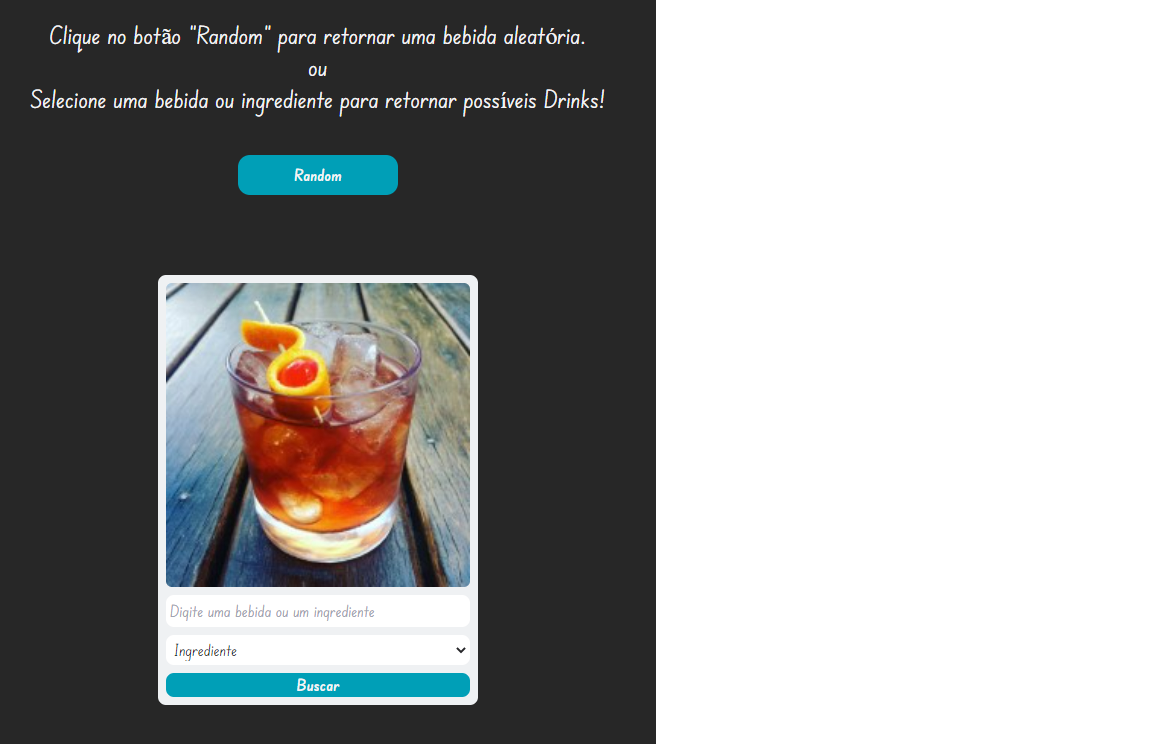 Clique no botão "Random" para retornar uma bebida aleatória.
ou
Selecione uma bebida ou ingrediente para retornar possíveis Drinks!
Random
Digite uma bebida ou um ingrediente
Ingrediente
Buscar